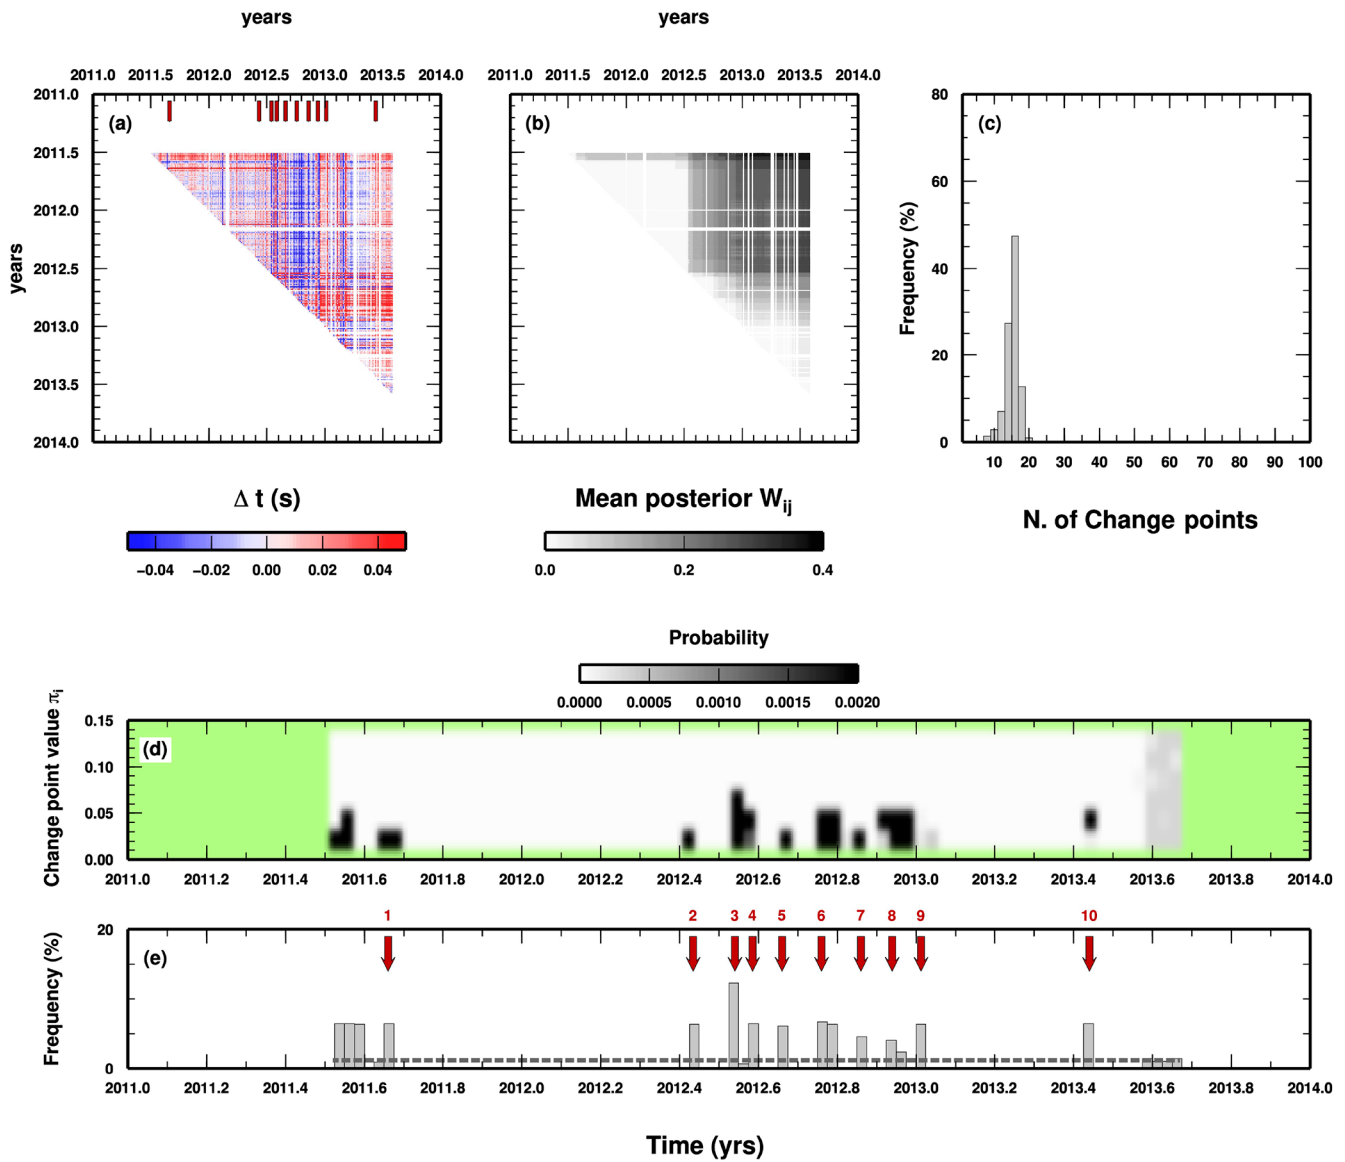 years
years
2011.0 2011.5 2012.0 2012.5 2013.0 2013.5 2014.0
2011.0 2011.5 2012.0 2012.5 2013.0 2013.5 2014.0
2011.0
2011.5
2012.0
2012.5
2013.0
2013.5
2014.0
years
(a)
(b)
(c)
80
60
40
20
0
Frequency (%)
10 20 30 40 50 60 70 80 90 100
N. of Change points
Δ t (s)
−0.04 −0.02 0.00 0.02 0.04
Mean posterior Wij
0.0 0.2 0.4
Probability
0.0000 0.0005 0.0010 0.0015 0.0020
Change point value πi
0.15
0.10
0.05
0.00
(d)
2011.0 2011.2 2011.4 2011.6 2011.8 2012.0 2012.2 2012.4 2012.6 2012.8 2013.0 2013.2 2013.4 2013.6 2013.8 2014.0
1 2 3 4 5 6 7 8 9 10
Frequency (%)
20
0
(e)
2011.0 2011.2 2011.4 2011.6 2011.8 2012.0 2012.2 2012.4 2012.6 2012.8 2013.0 2013.2 2013.4 2013.6 2013.8 2014.0
Time (yrs)